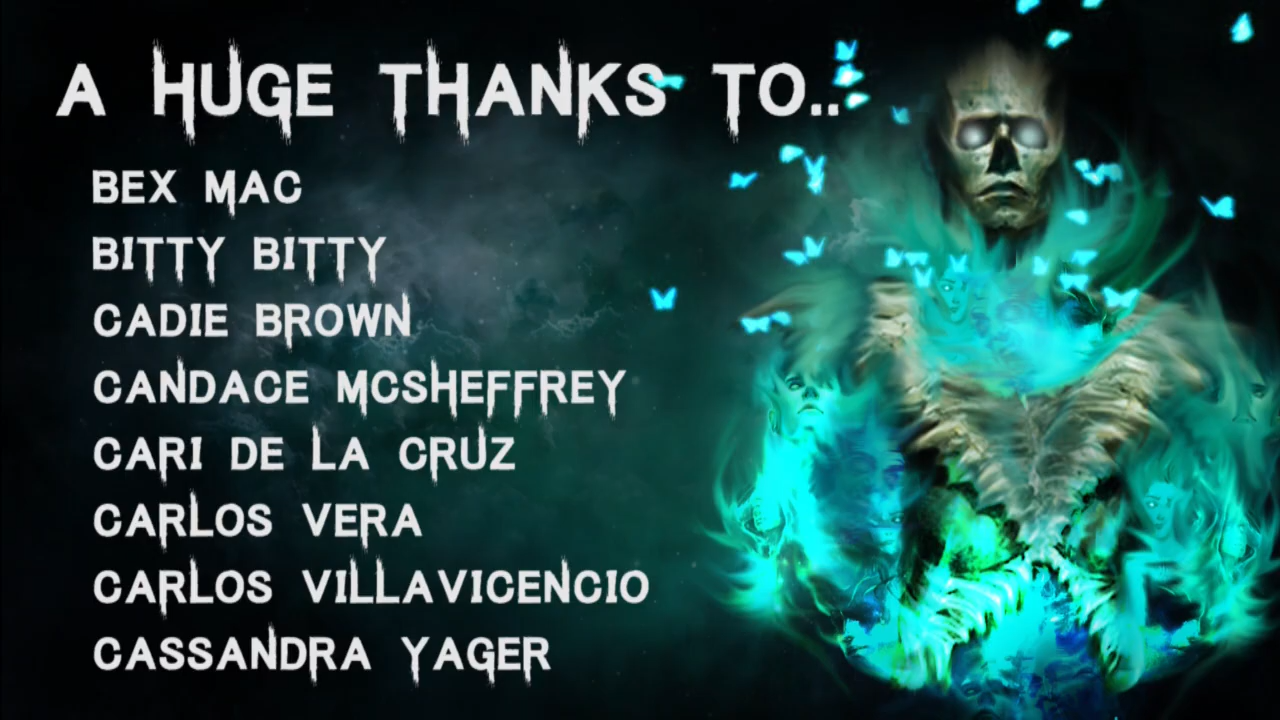 A HUGE THANKS TO..
BEX MAC
BITTY BITTY
CADIE BROWN
CANDACE MCSHEFFREY
CARI DE LA CRUZ
CARLOS VERA
CARLOS VILLAVICENCIO
CASSANDRA YAGER